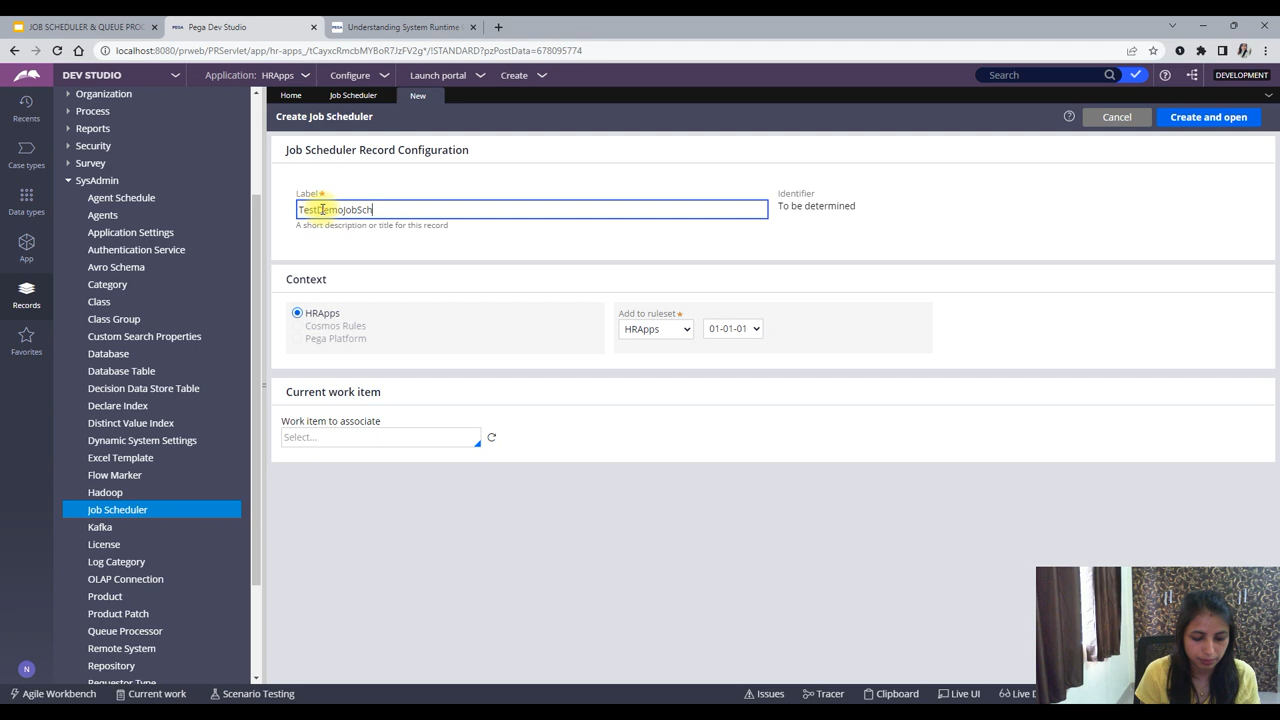 JOB SCHEDULER & QUEUE PROC
Pega Dev Studio
Understanding System Runtime C
localhost:8080/prweb/PRServlet/app/hr-apps_/tCayxcRmcbMYBoR7JzFV2g*/!STANDARD?pzPostData=678095774
DEV STUDIO
Application: HRApps
Configure
Launch portal
Create
Search
DEVELOPMENT
Recents
Case types
Data types
App
Records
Favorites
N
Organization
Process
Reports
Security
Survey
SysAdmin
Agent Schedule
Agents
Application Settings
Authentication Service
Avro Schema
Category
Class
Class Group
Custom Search Properties
Database
Database Table
Decision Data Store Table
Declare Index
Distinct Value Index
Dynamic System Settings
Excel Template
Flow Marker
Hadoop
Job Scheduler
Kafka
License
Log Category
OLAP Connection
Product
Product Patch
Queue Processor
Remote System
Repository
Requestor Type
Home
Job Scheduler
New
Create Job Scheduler
Cancel
Create and open
Job Scheduler Record Configuration
Label★
TestDemoJobSch
A short description or title for this record
Identifier
To be determined
Context
HRApps
Cosmos Rules
Pega Platform
Add to ruleset★
HRApps
01-01-01
Current work item
Work item to associate
Select...
Agile Workbench
Current work
Scenario Testing
Issues
Tracer
Clipboard
Live UI
Live D